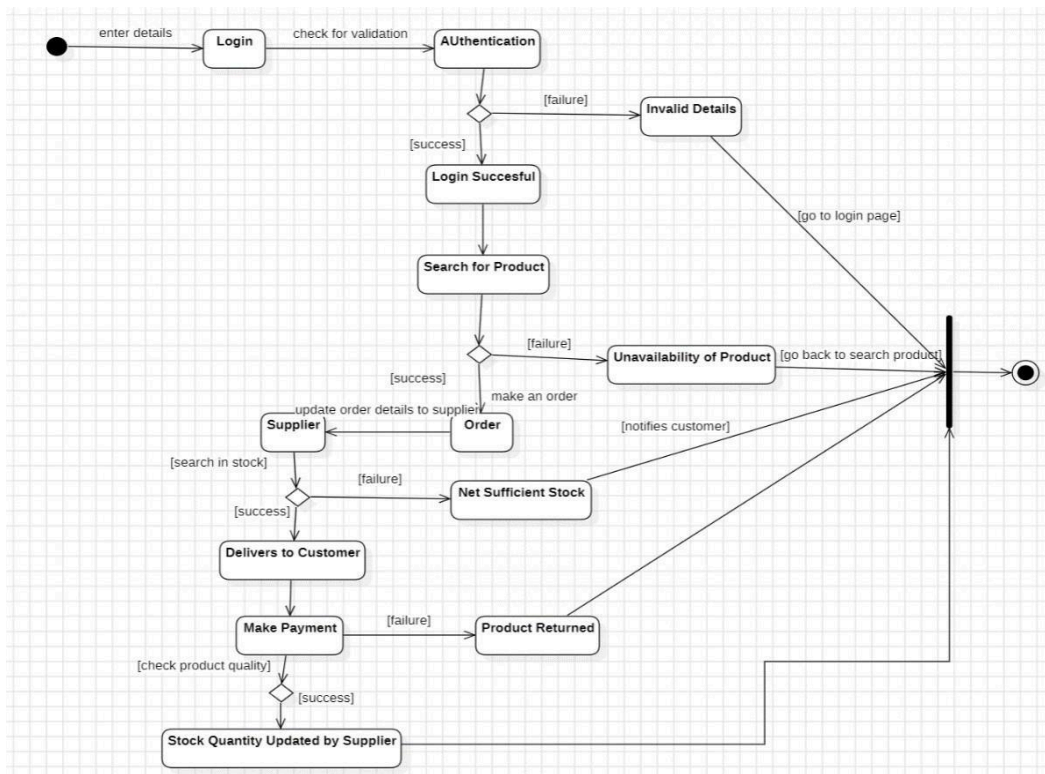 enter details
Login
check for validation
AUthentication
[failure]
Invalid Details
[success]
Login Succesful
[go to login page]
Search for Product
[failure]
Unavailability of Product
[go back to search product]
[success]
make an order
update order details to supplier
Supplier
Order
[notifies customer]
[search in stock]
[failure]
Net Sufficient Stock
[success]
Delivers to Customer
Make Payment
[failure]
Product Returned
[check product quality]
[success]
Stock Quantity Updated by Supplier